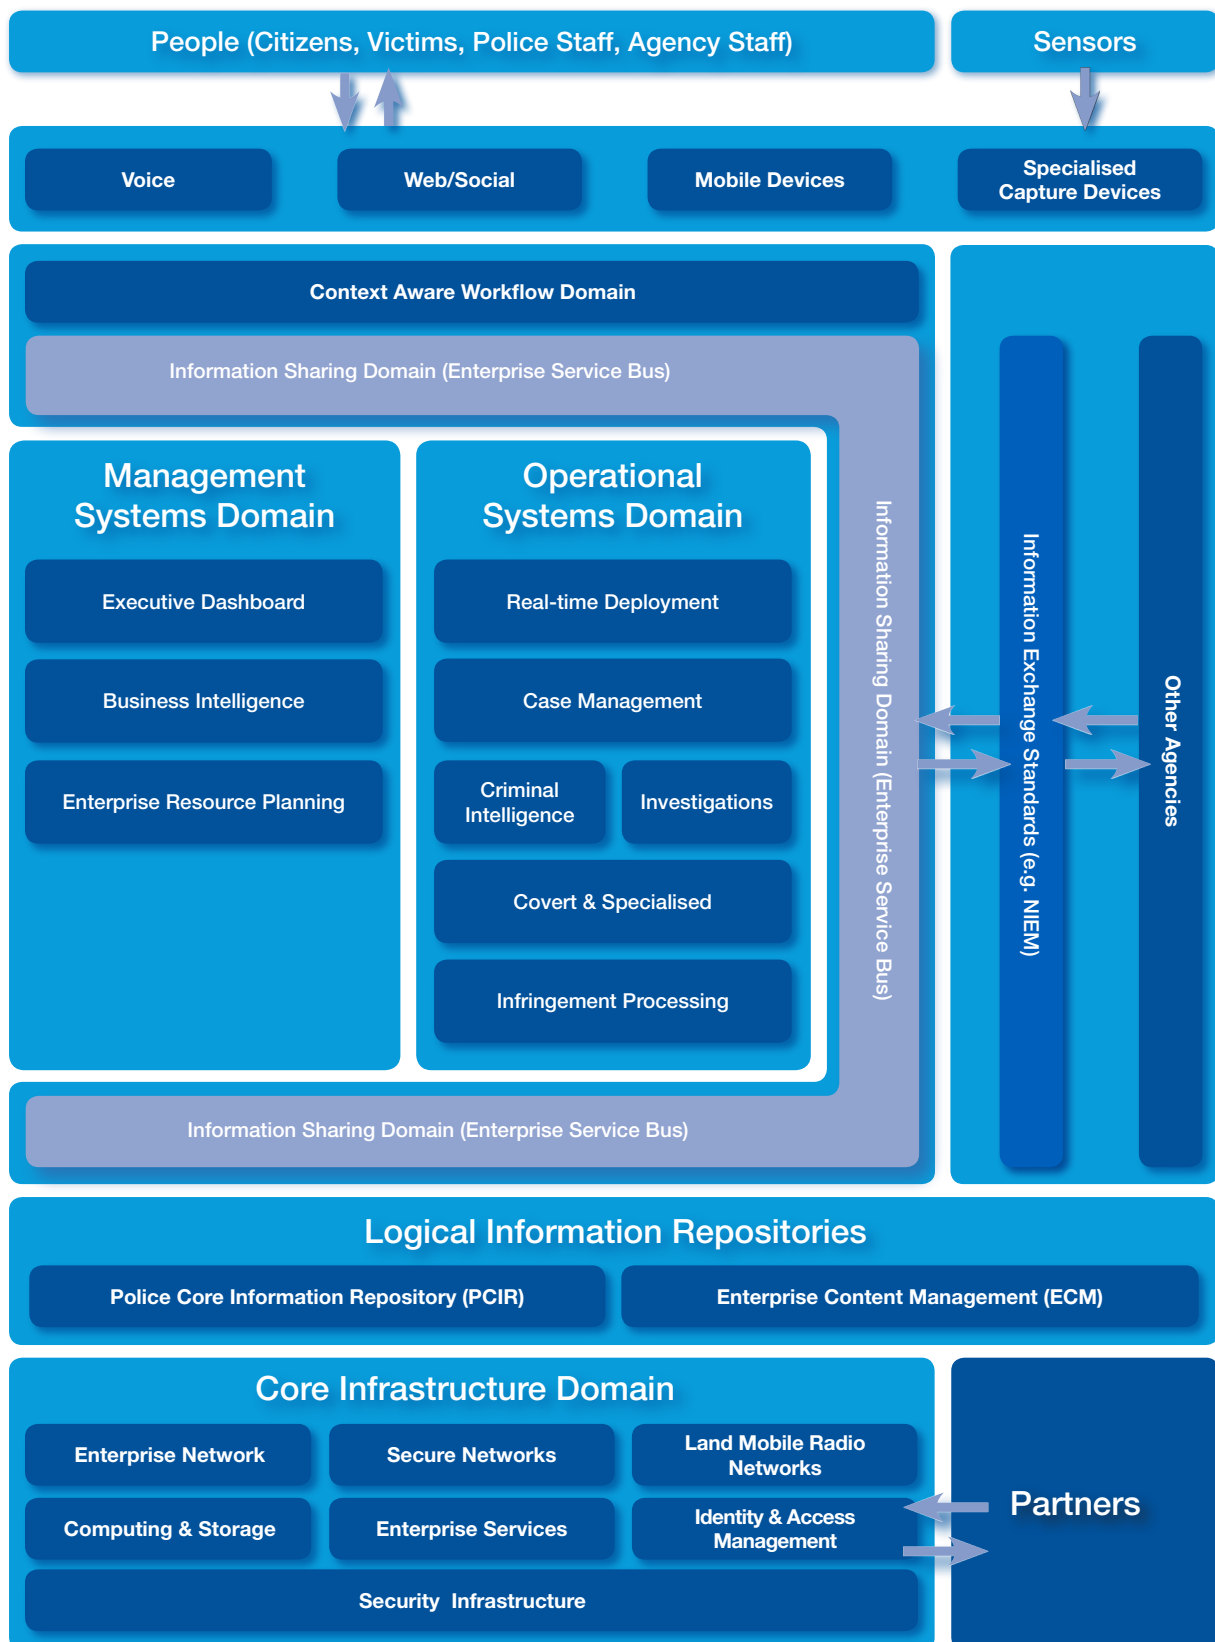 People (Citizens, Victims, Police Staff, Agency Staff)
Sensors
Voice
Web/Social
Mobile Devices
Specialised
Capture Devices
Context Aware Workflow Domain
Information Sharing Domain (Enterprise Service Bus)
Management
Systems Domain
Executive Dashboard
Business Intelligence
Enterprise Resource Planning
Operational
Systems Domain
Real-time Deployment
Case Management
Criminal
Intelligence
Investigations
Covert & Specialised
Infringement Processing
Information Sharing Domain (Enterprise Service Bus)
Information Exchange Standards (e.g. NIEM)
Other Agencies
Information Sharing Domain (Enterprise Service Bus)
Logical Information Repositories
Police Core Information Repository (PCIR)
Enterprise Content Management (ECM)
Core Infrastructure Domain
Enterprise Network
Secure Networks
Land Mobile Radio
Networks
Computing & Storage
Enterprise Services
Identity & Access
Management
Security Infrastructure
Partners